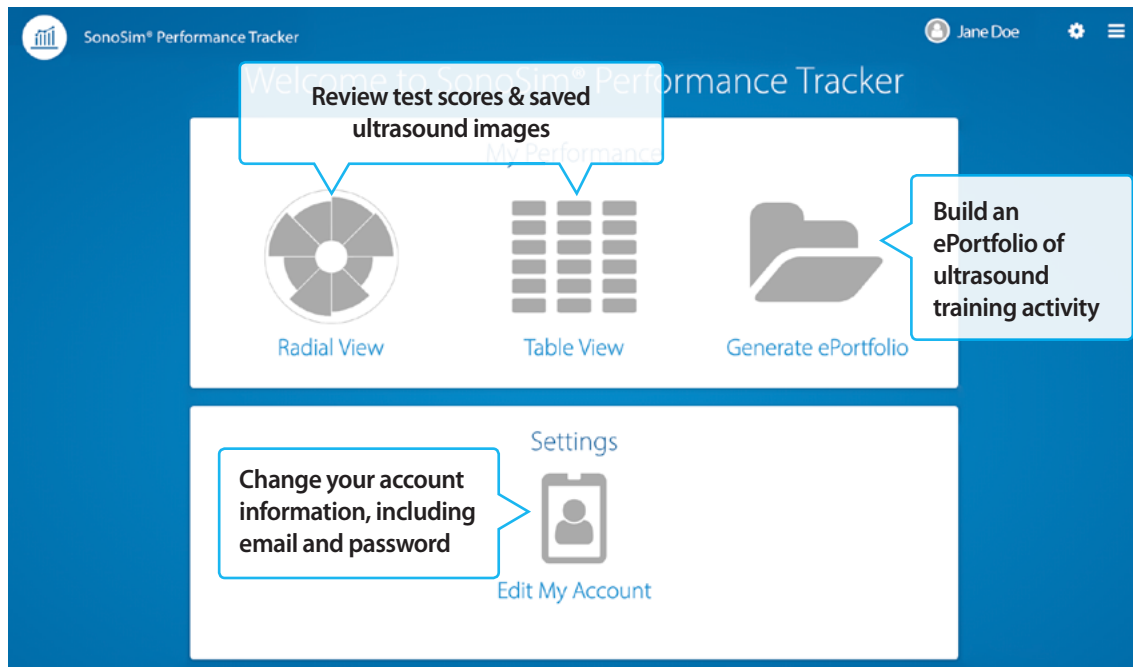 SonoSim® Performance Tracker
Jane Doe
Welcome to SonoSim® Performance Tracker
Review test scores & saved
ultrasound images
My Performance
Build an
ePortfolio of
ultrasound
training activity
Radial View
Table View
Generate ePortfolio
Settings
Change your account
information, including
email and password
Edit My Account